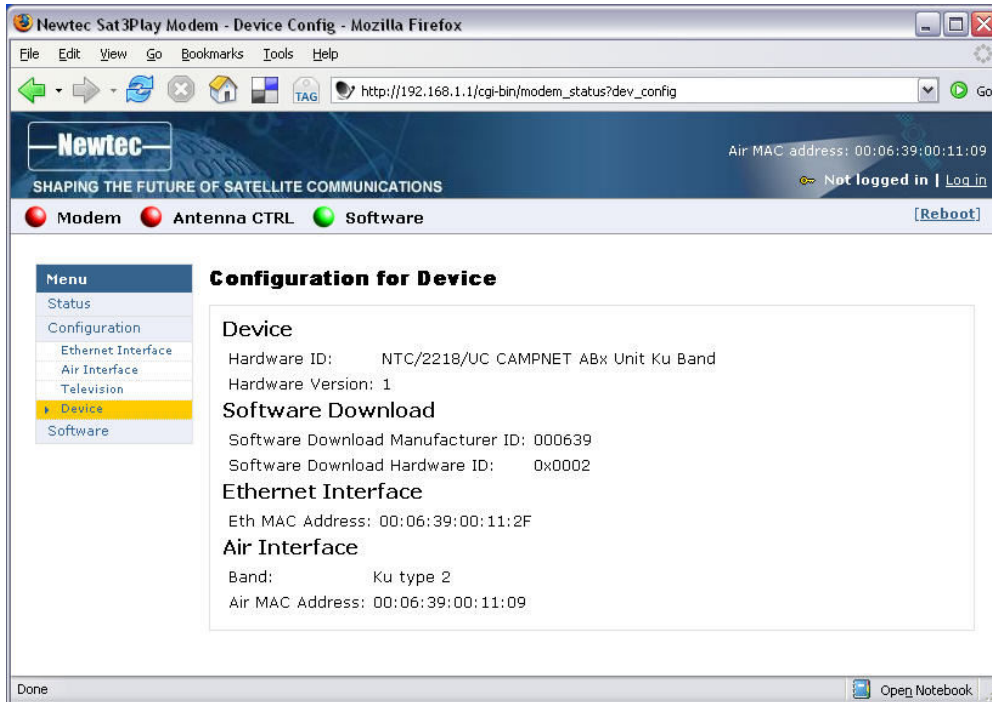 Newtec Sat3Play Modem - Device Config - Mozilla Firefox
File Edit View Go Bookmarks Tools Help
TAG http://192.168.1.1/cgi-bin/modem_status?dev_config Go
Newtec
Air MAC address: 00:06:39:00:11:09
SHAPING THE FUTURE OF SATELLITE COMMUNICATIONS
Not logged in | Log in
Modem Antenna CTRL Software [Reboot]
Menu
Status
Configuration
Ethernet Interface
Air Interface
Television
Device
Software
Configuration for Device
Device
Hardware ID: NTC/2218/UC CAMPNET ABx Unit Ku Band
Hardware Version: 1
Software Download
Software Download Manufacturer ID: 000639
Software Download Hardware ID: 0x0002
Ethernet Interface
Eth MAC Address: 00:06:39:00:11:2F
Air Interface
Band: Ku type 2
Air MAC Address: 00:06:39:00:11:09
Done Open Notebook